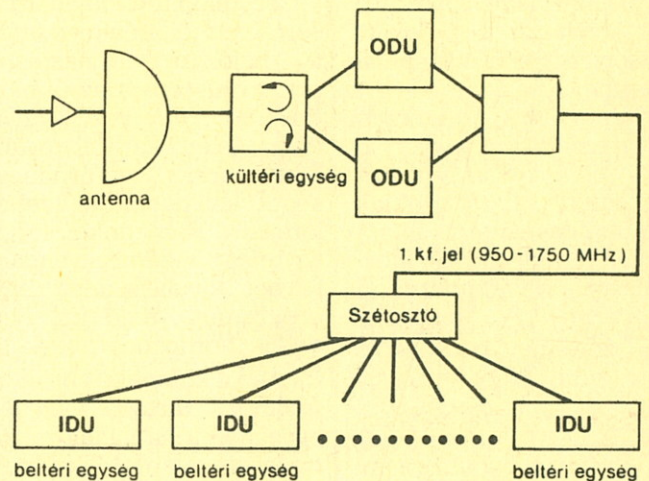 ODU
antenna
kültéri egység
ODU
1. kf. jel (950-1750 MHz)
Szétosztó
IDU
IDU
IDU
beltéri egység
beltéri egység
beltéri egység